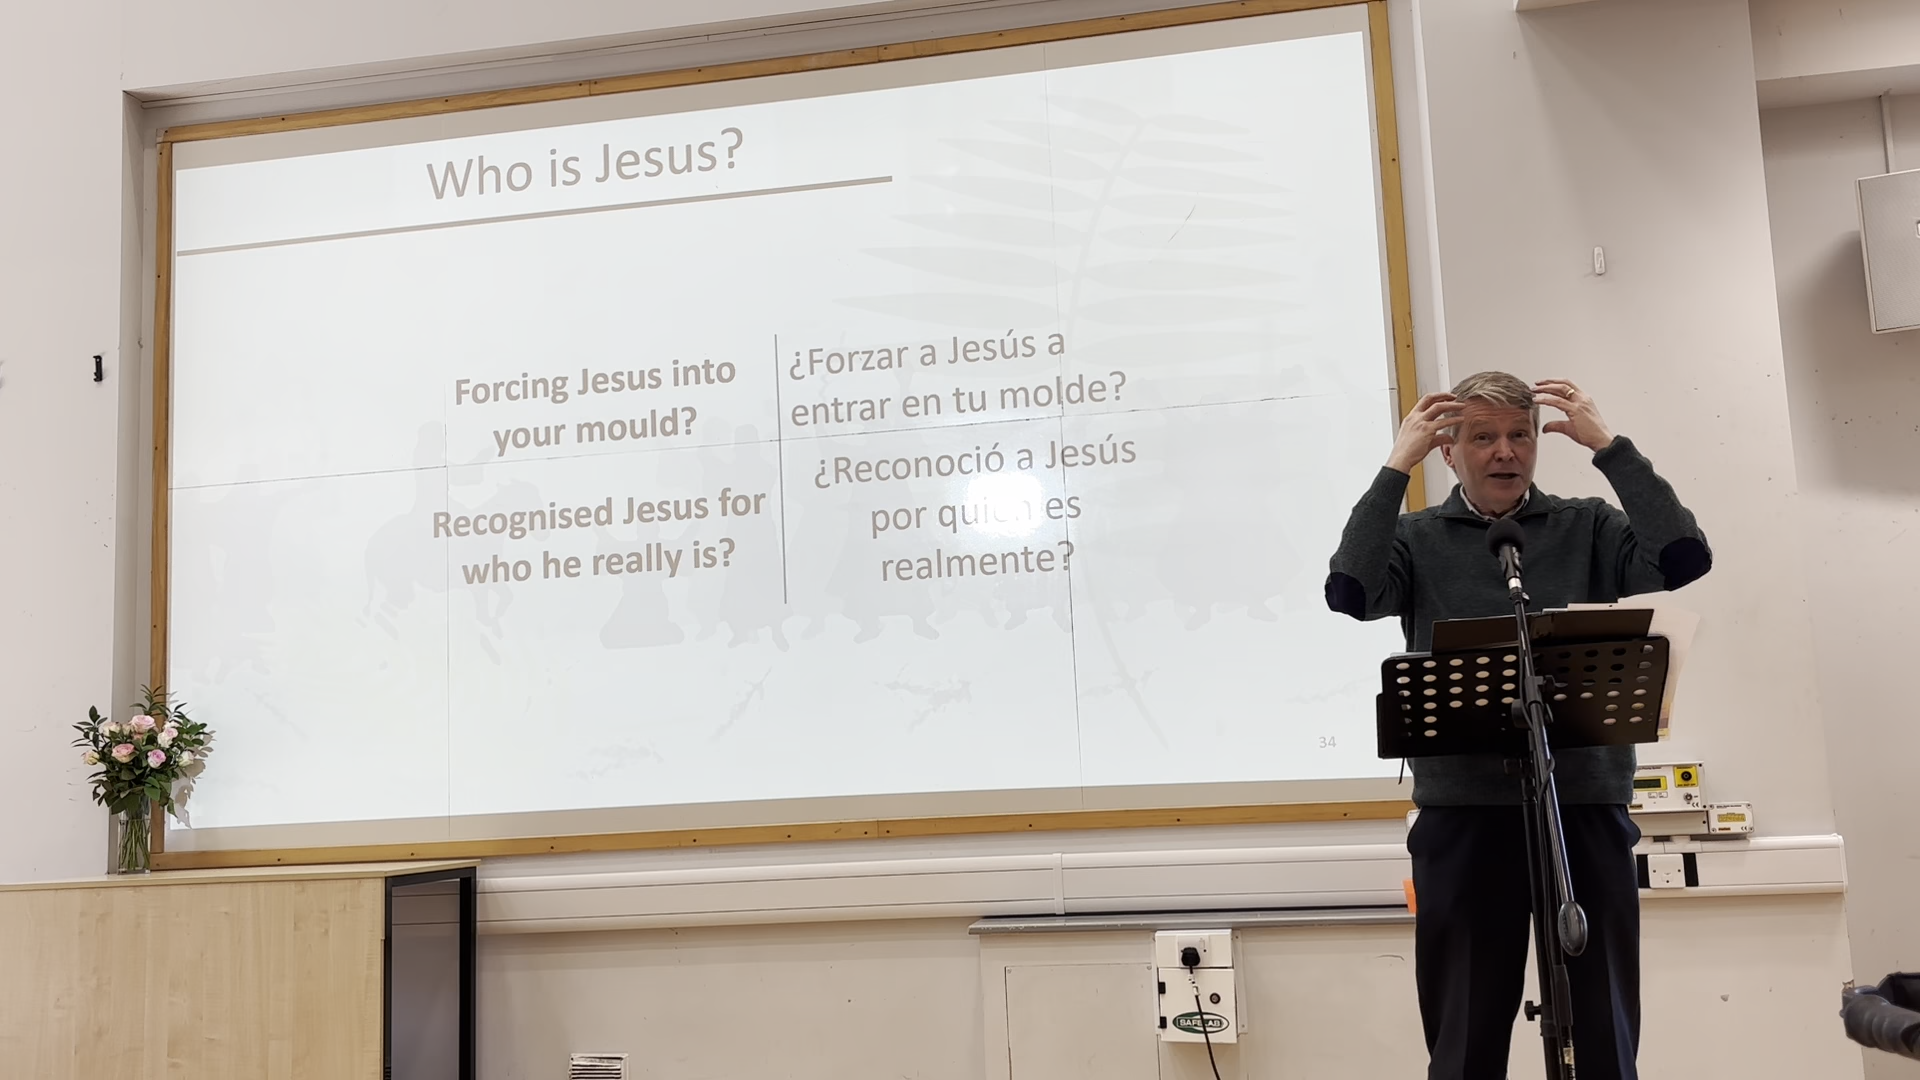 Who is Jesus?
Forcing Jesus into
your mould?
Recognised Jesus for
who he really is?
¿Forzar a Jesús a
entrar en tu molde?
¿Reconoció a Jesús
por quien es
realmente?
34
SAFELAB